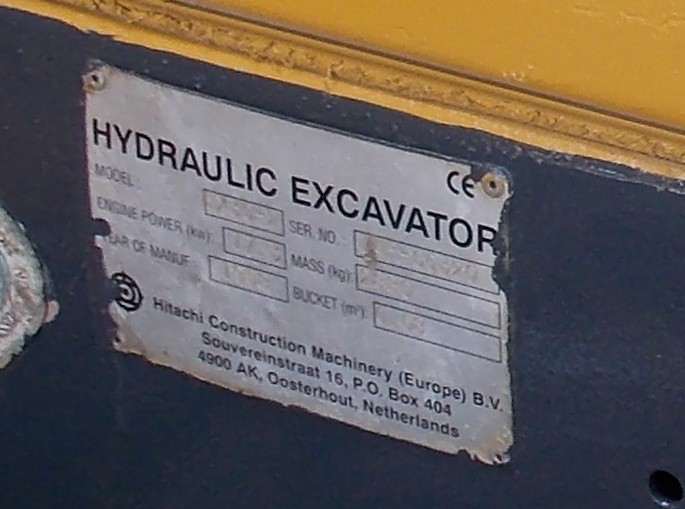 CE
HYDRAULIC EXCAVATOR
MODEL: SER. NO.:
ENGINE POWER (kw): MASS (kg):
YEAR OF MANUF. BUCKET (m³):
Hitachi Construction Machinery (Europe) B.V.
Souvereinstraat 16, P.O. Box 404
4900 AK, Oosterhout, Netherlands